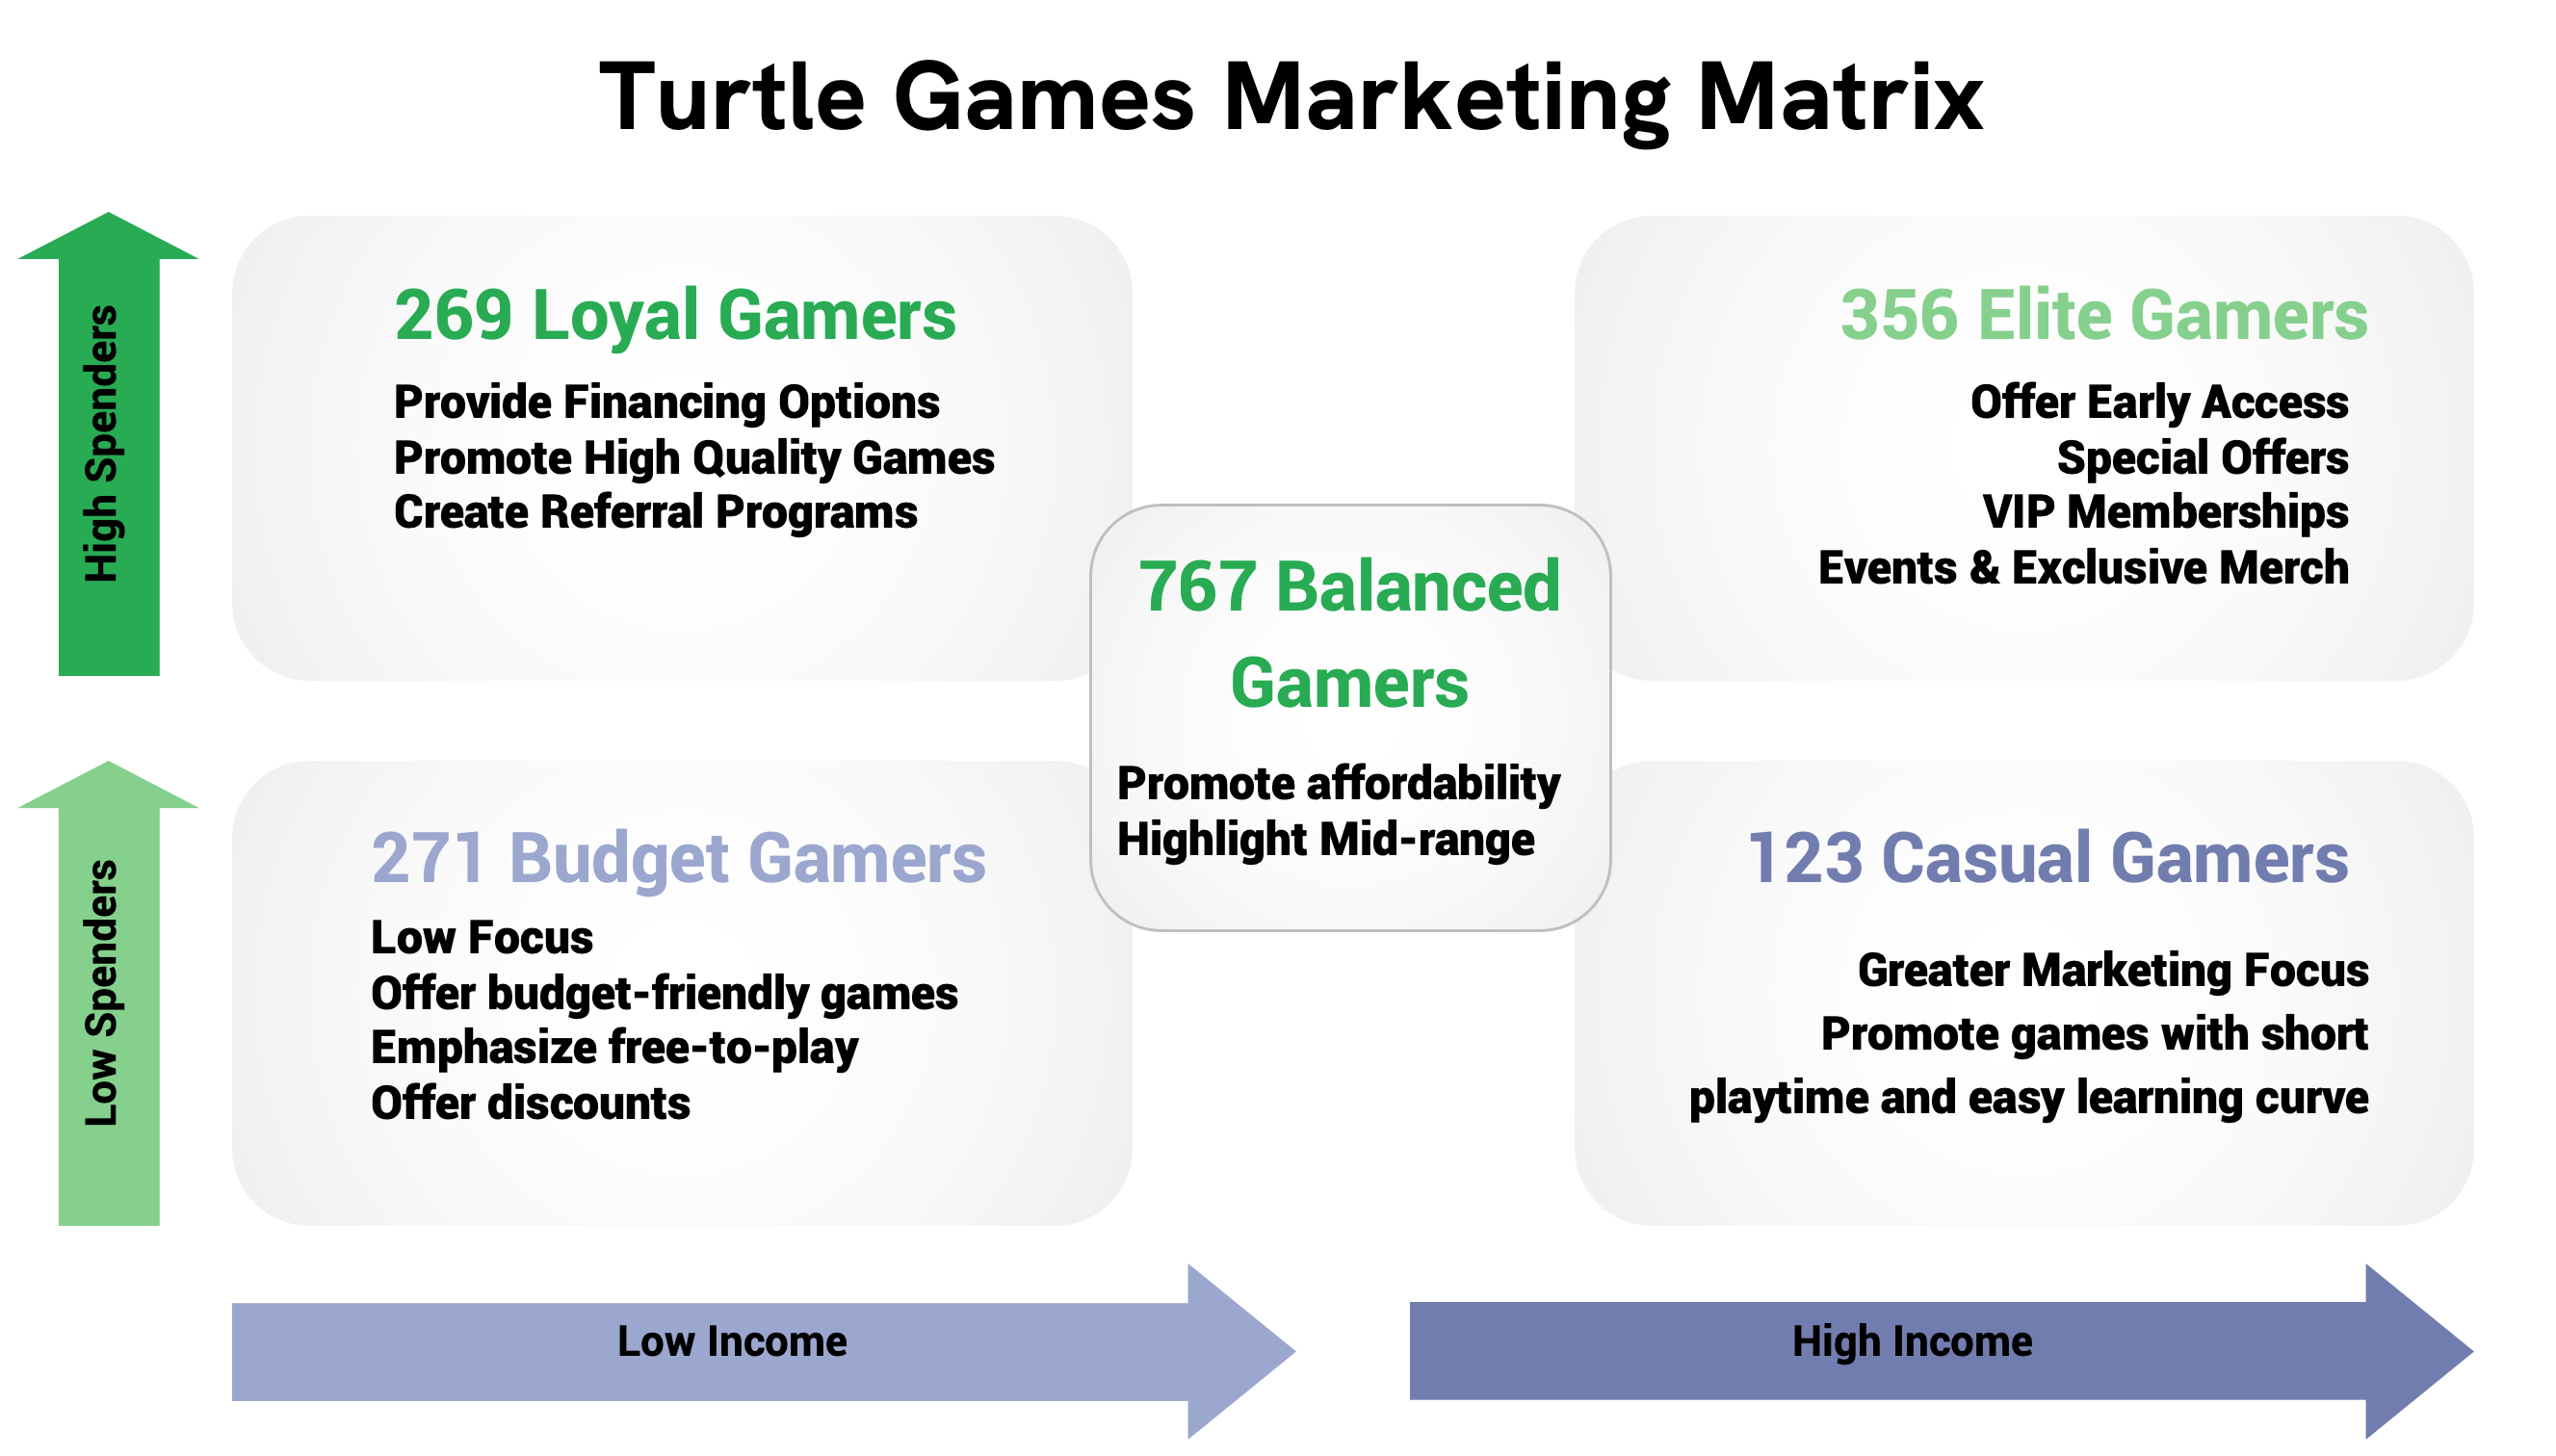 Turtle Games Marketing Matrix
High Spenders
269 Loyal Gamers
Provide Financing Options
Promote High Quality Games
Create Referral Programs
356 Elite Gamers
Offer Early Access
Special Offers
VIP Memberships
Events & Exclusive Merch
767 Balanced
Gamers
Promote affordability
Highlight Mid-range
Low Spenders
271 Budget Gamers
Low Focus
Offer budget-friendly games
Emphasize free-to-play
Offer discounts
123 Casual Gamers
Greater Marketing Focus
Promote games with short
playtime and easy learning curve
Low Income
High Income